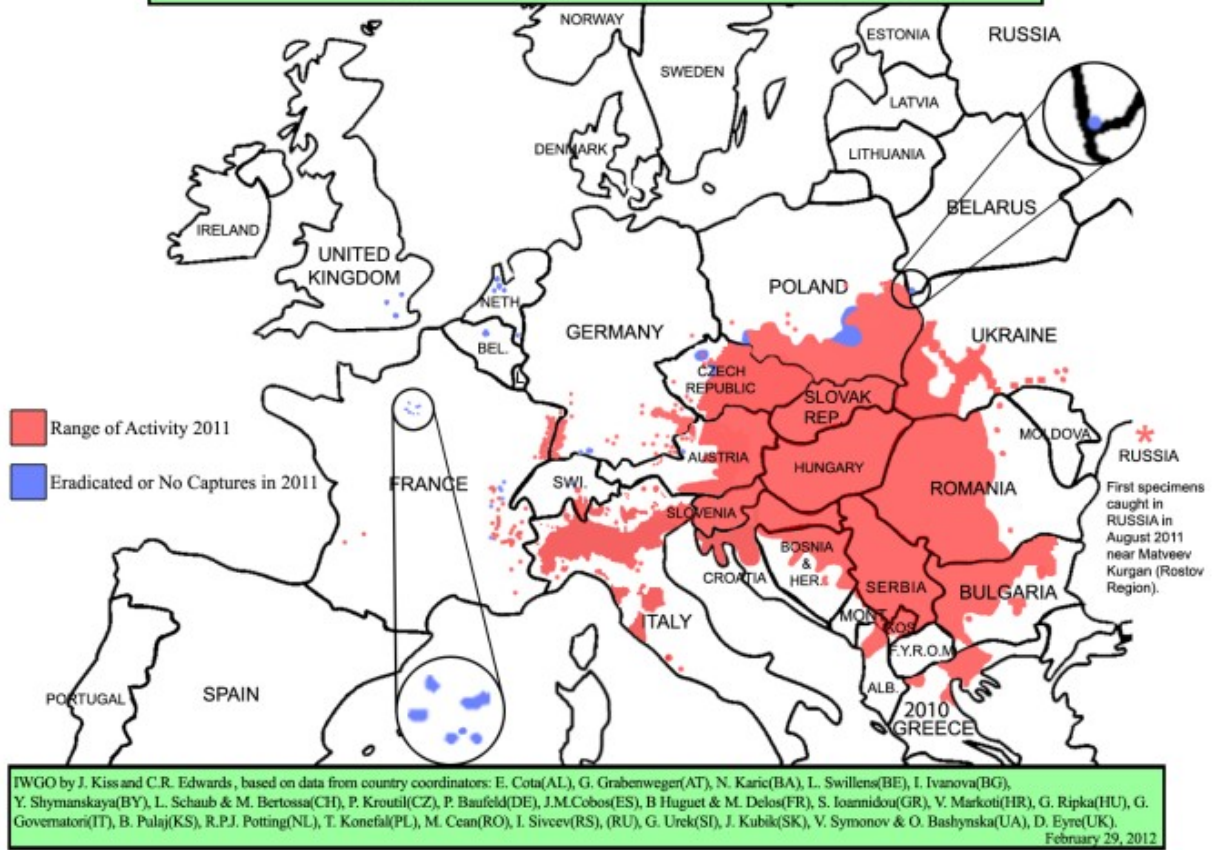 NORWAY
ESTONIA
RUSSIA
SWEDEN
LATVIA
DENMARK
LITHUANIA
BELARUS
IRELAND
UNITED
KINGDOM
NETH.
POLAND
GERMANY
UKRAINE
BEL.
L
CZECH
REPUBLIC
SLOVAK
REP.
Range of Activity 2011
MOLDOVA
*
RUSSIA
AUSTRIA
HUNGARY
Eradicated or No Captures in 2011
FRANCE
SWI.
ROMANIA
First specimens
caught in
RUSSIA in
August 2011
near Matveev
Kurgan (Rostov
Region).
SLOVENIA
BOSNIA
&
HER.
CROATIA
SERBIA
BULGARIA
ITALY
MONT.
KOS.
F.Y.R.O.M.
PORTUGAL
SPAIN
ALB.
2010
GREECE
IWGO by J. Kiss and C.R. Edwards, based on data from country coordinators: E. Cota(AL), G. Grabenweger(AT), N. Karic(BA), L. Swillens(BE), I. Ivanova(BG),
Y. Shymanskaya(BY), L. Schaub & M. Bertossa(CH), P. Kroutil(CZ), P. Baufeld(DE), J.M.Cobos(ES), B Huguet & M. Delos(FR), S. Ioannidou(GR), V. Markoti(HR), G. Ripka(HU), G.
Governatori(IT), B. Pulaj(KS), R.P.J. Potting(NL), T. Konefal(PL), M. Cean(RO), I. Sivcev(RS), (RU), G. Urek(SI), J. Kubik(SK), V. Symonov & O. Bashynska(UA), D. Eyre(UK).
February 29, 2012